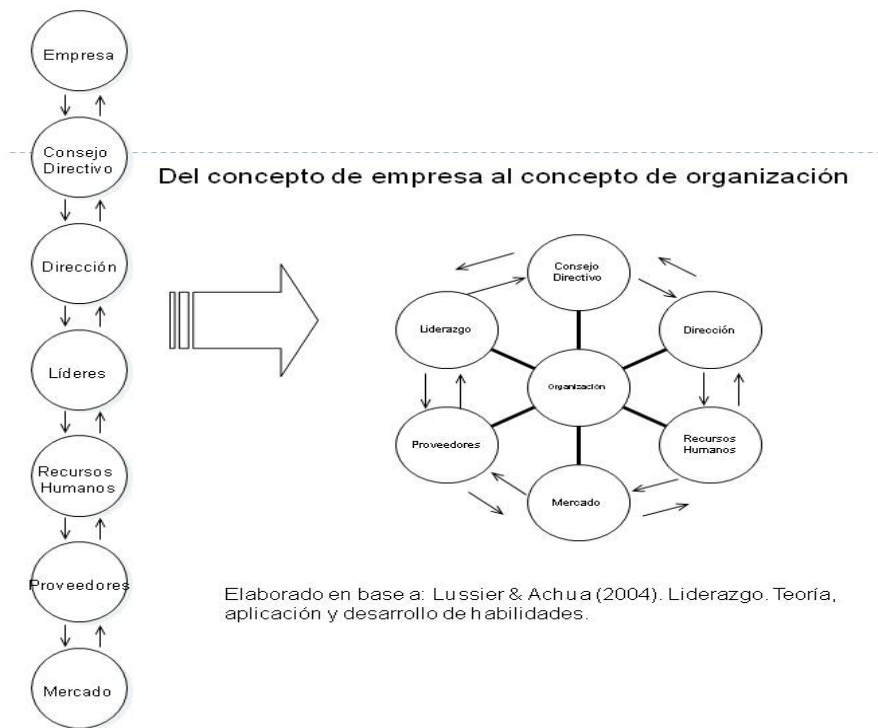 Empresa
Consejo
Directivo
Dirección
Líderes
Recursos
Humanos
Proveedores
Mercado
Del concepto de empresa al concepto de organización
Consejo
Directivo
Liderazgo
Dirección
Organización
Proveedores
Recursos
Humanos
Mercado
Elaborado en base a: Lussier & Achua (2004). Liderazgo. Teoría,
aplicación y desarrollo de habilidades.